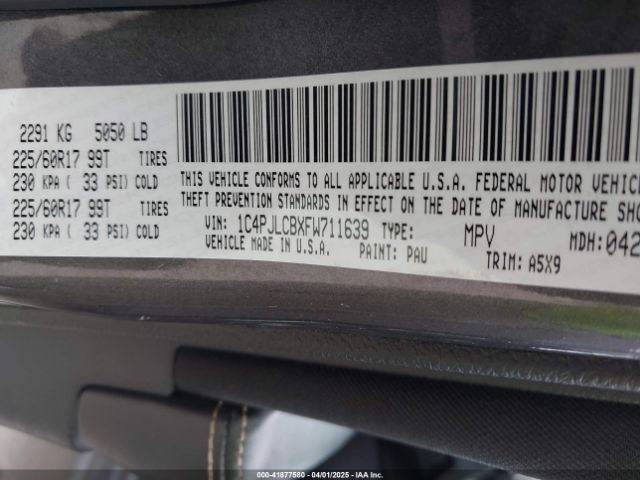 2291 KG 5050 LB
225/60R17 99T TIRES
230 KPA ( 33 PSI) COLD
225/60R17 99T TIRES
230 KPA ( 33 PSI) COLD
THIS VEHICLE CONFORMS TO ALL APPLICABLE U.S.A. FEDERAL MOTOR VEHICLE
THEFT PREVENTION STANDARDS IN EFFECT ON THE DATE OF MANUFACTURE SHO
VIN: 1C4PJLCBXFW711639 TYPE: MPV MDH:042
VEHICLE MADE IN U.S.A. PAINT: PAU TRIM: A5X9
000-41877580 - 04/01/2025 - IAA Inc.